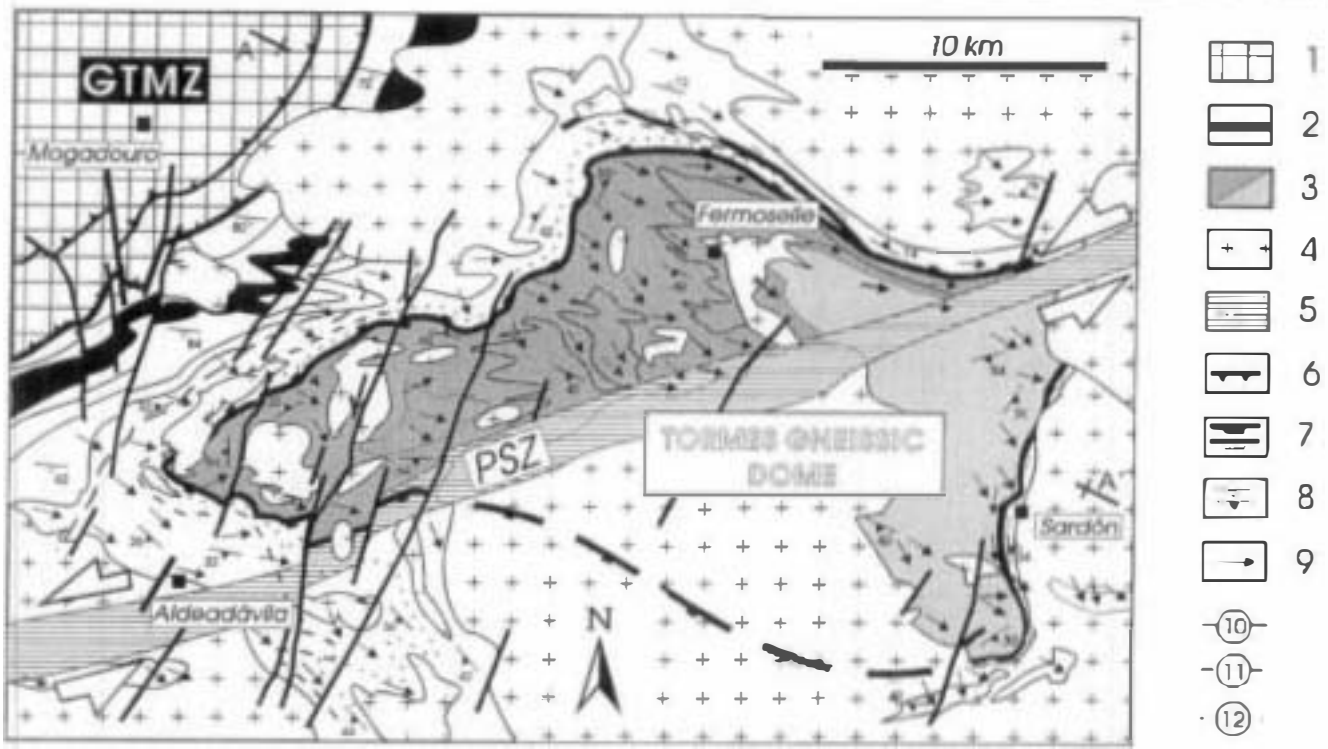 GTMZ
Mogadouro
A
10 km
Fermoselle
PSZ
TORMES GNEISSIC
DOME
A'
Sardón
Aldeadávila
N
1
2
3
4
5
6
7
8
9
10
11
12